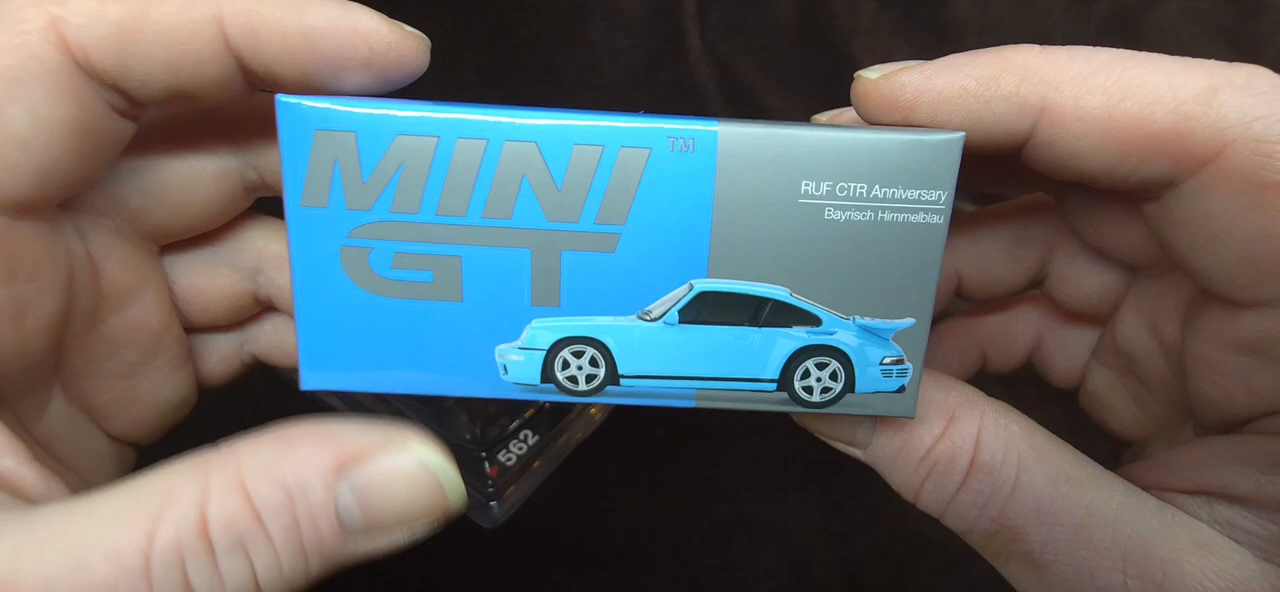 MINI
GT
TM
RUF CTR Anniversary
Bayrisch Himmelblau
562